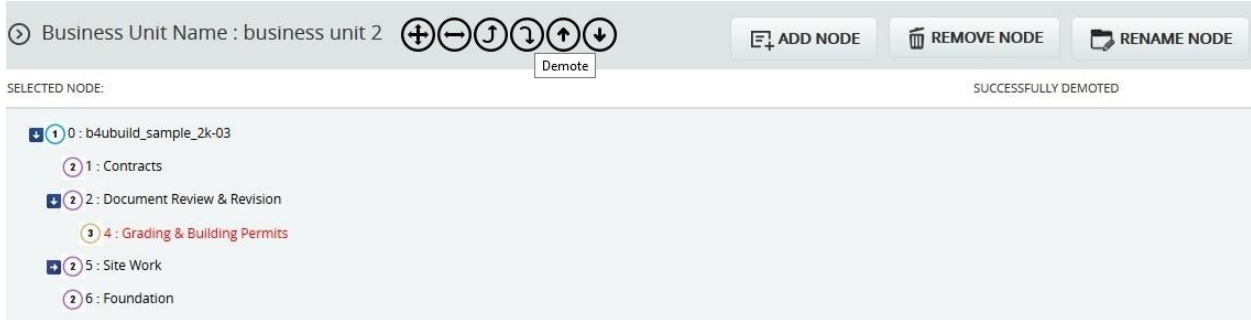 Business Unit Name : business unit 2
ADD NODE
REMOVE NODE
RENAME NODE
Demote
SELECTED NODE:
SUCCESSFULLY DEMOTED
1 0 : b4ubuild_sample_2k-03
2 1 : Contracts
2 2 : Document Review & Revision
3 4 : Grading & Building Permits
2 5 : Site Work
2 6 : Foundation